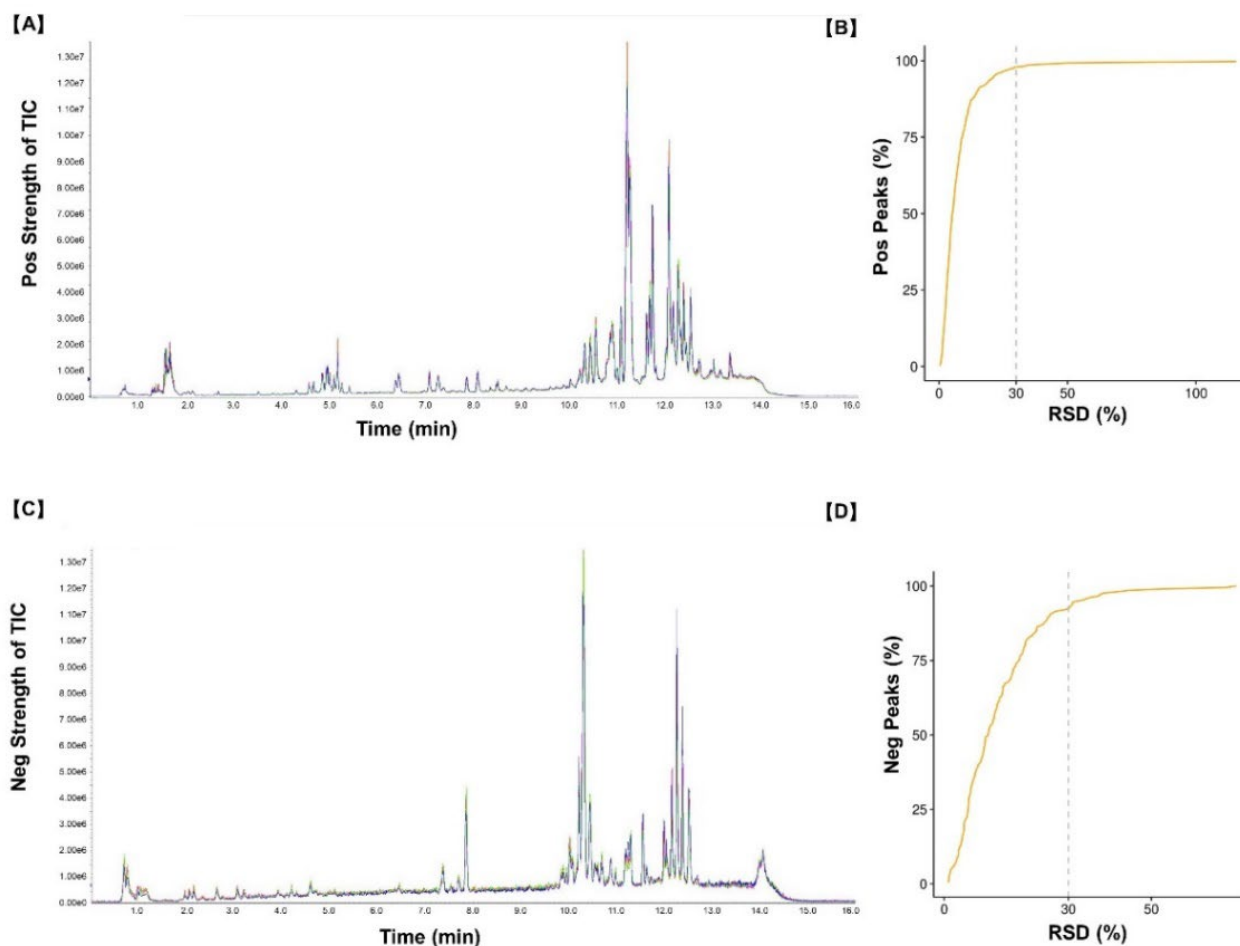 【A】
Pos Strength of TIC
1.30e7
1.20e7
1.10e7
1.00e7
9.00e6
8.00e6
7.00e6
6.00e6
5.00e6
4.00e6
3.00e6
2.00e6
1.00e6
0.00e0
1.0 2.0 3.0 4.0 5.0 6.0 7.0 8.0 9.0 10.0 11.0 12.0 13.0 14.0 15.0 16.0
Time (min)
【B】
Pos Peaks (%)
100
75
50
25
0
0 30 50 100
RSD (%)
【C】
Neg Strength of TIC
1.30e7
1.20e7
1.10e7
1.00e7
9.00e6
8.00e6
7.00e6
6.00e6
5.00e6
4.00e6
3.00e6
2.00e6
1.00e6
0.00e0
1.0 2.0 3.0 4.0 5.0 6.0 7.0 8.0 9.0 10.0 11.0 12.0 13.0 14.0 15.0 16.0
Time (min)
【D】
Neg Peaks (%)
100
75
50
25
0
0 30 50
RSD (%)